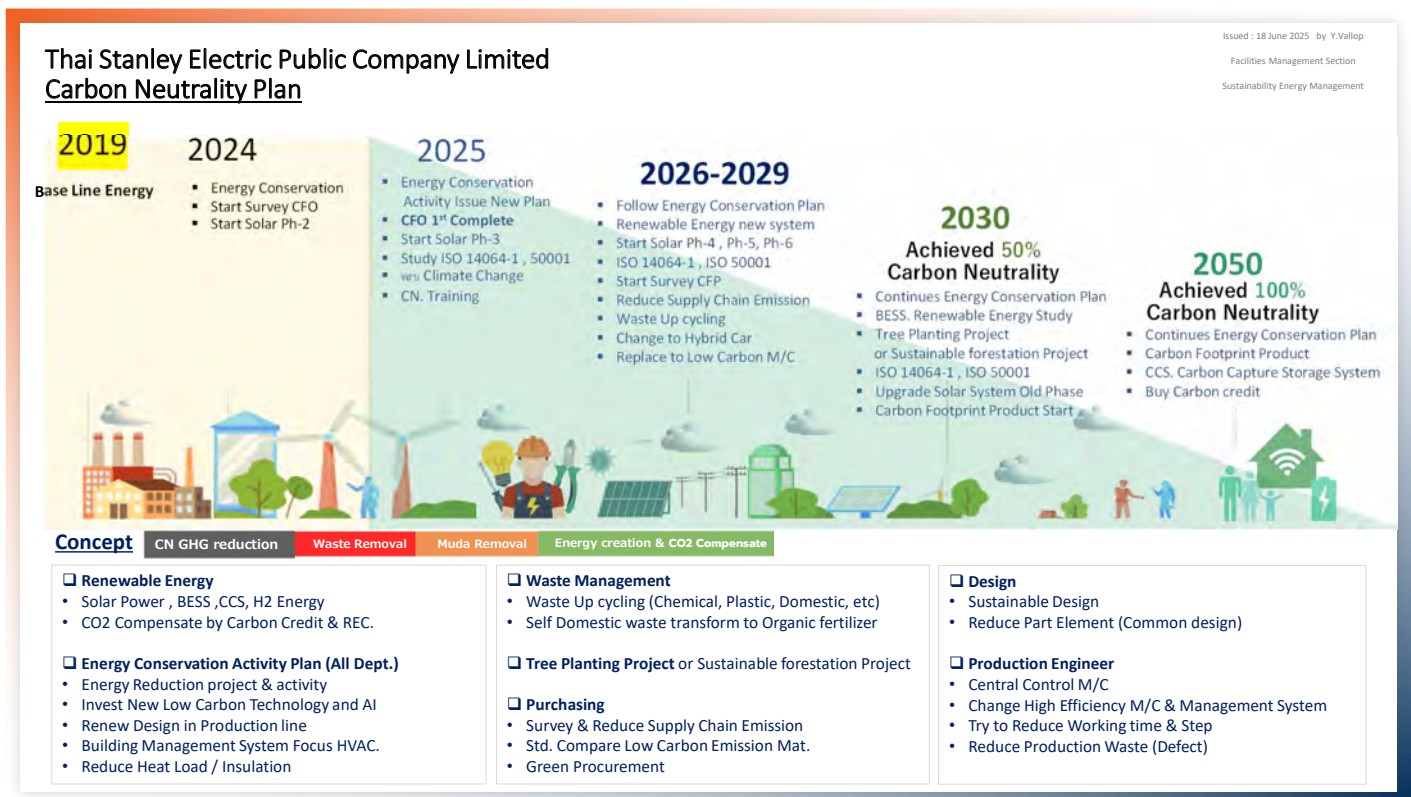 Issued : 18 June 2025 by Y.Vallop
Facilities Management Section
Sustainability Energy Management
Thai Stanley Electric Public Company Limited
Carbon Neutrality Plan
2019
Base Line Energy
2024
▪ Energy Conservation
▪ Start Survey CFO
▪ Start Solar Ph-2
2025
▪ Energy Conservation
Activity Issue New Plan
▪ CFO 1st Complete
▪ Start Solar Ph-3
▪ Study ISO 14064-1 , 50001
▪ Climate Change
▪ CN. Training
2026-2029
▪ Follow Energy Conservation Plan
▪ Renewable Energy new system
▪ Start Solar Ph-4 , Ph-5, Ph-6
▪ ISO 14064-1 , ISO 50001
▪ Start Survey CFP
▪ Reduce Supply Chain Emission
▪ Waste Up cycling
▪ Change to Hybrid Car
▪ Replace to Low Carbon M/C
2030
Achieved 50%
Carbon Neutrality
▪ Continues Energy Conservation Plan
▪ BESS. Renewable Energy Study
▪ Tree Planting Project
or Sustainable forestation Project
▪ ISO 14064-1 , ISO 50001
▪ Upgrade Solar System Old Phase
▪ Carbon Footprint Product Start
2050
Achieved 100%
Carbon Neutrality
▪ Continues Energy Conservation Plan
▪ Carbon Footprint Product
▪ CCS. Carbon Capture Storage System
▪ Buy Carbon credit
Concept
CN GHG reduction
Waste Removal
Muda Removal
Energy creation & CO2 Compensate
❑ Renewable Energy
• Solar Power , BESS ,CCS, H2 Energy
• CO2 Compensate by Carbon Credit & REC.
❑ Energy Conservation Activity Plan (All Dept.)
• Energy Reduction project & activity
• Invest New Low Carbon Technology and AI
• Renew Design in Production line
• Building Management System Focus HVAC.
• Reduce Heat Load / Insulation
❑ Waste Management
• Waste Up cycling (Chemical, Plastic, Domestic, etc)
• Self Domestic waste transform to Organic fertilizer
❑ Tree Planting Project or Sustainable forestation Project
❑ Purchasing
• Survey & Reduce Supply Chain Emission
• Std. Compare Low Carbon Emission Mat.
• Green Procurement
❑ Design
• Sustainable Design
• Reduce Part Element (Common design)
❑ Production Engineer
• Central Control M/C
• Change High Efficiency M/C & Management System
• Try to Reduce Working time & Step
• Reduce Production Waste (Defect)